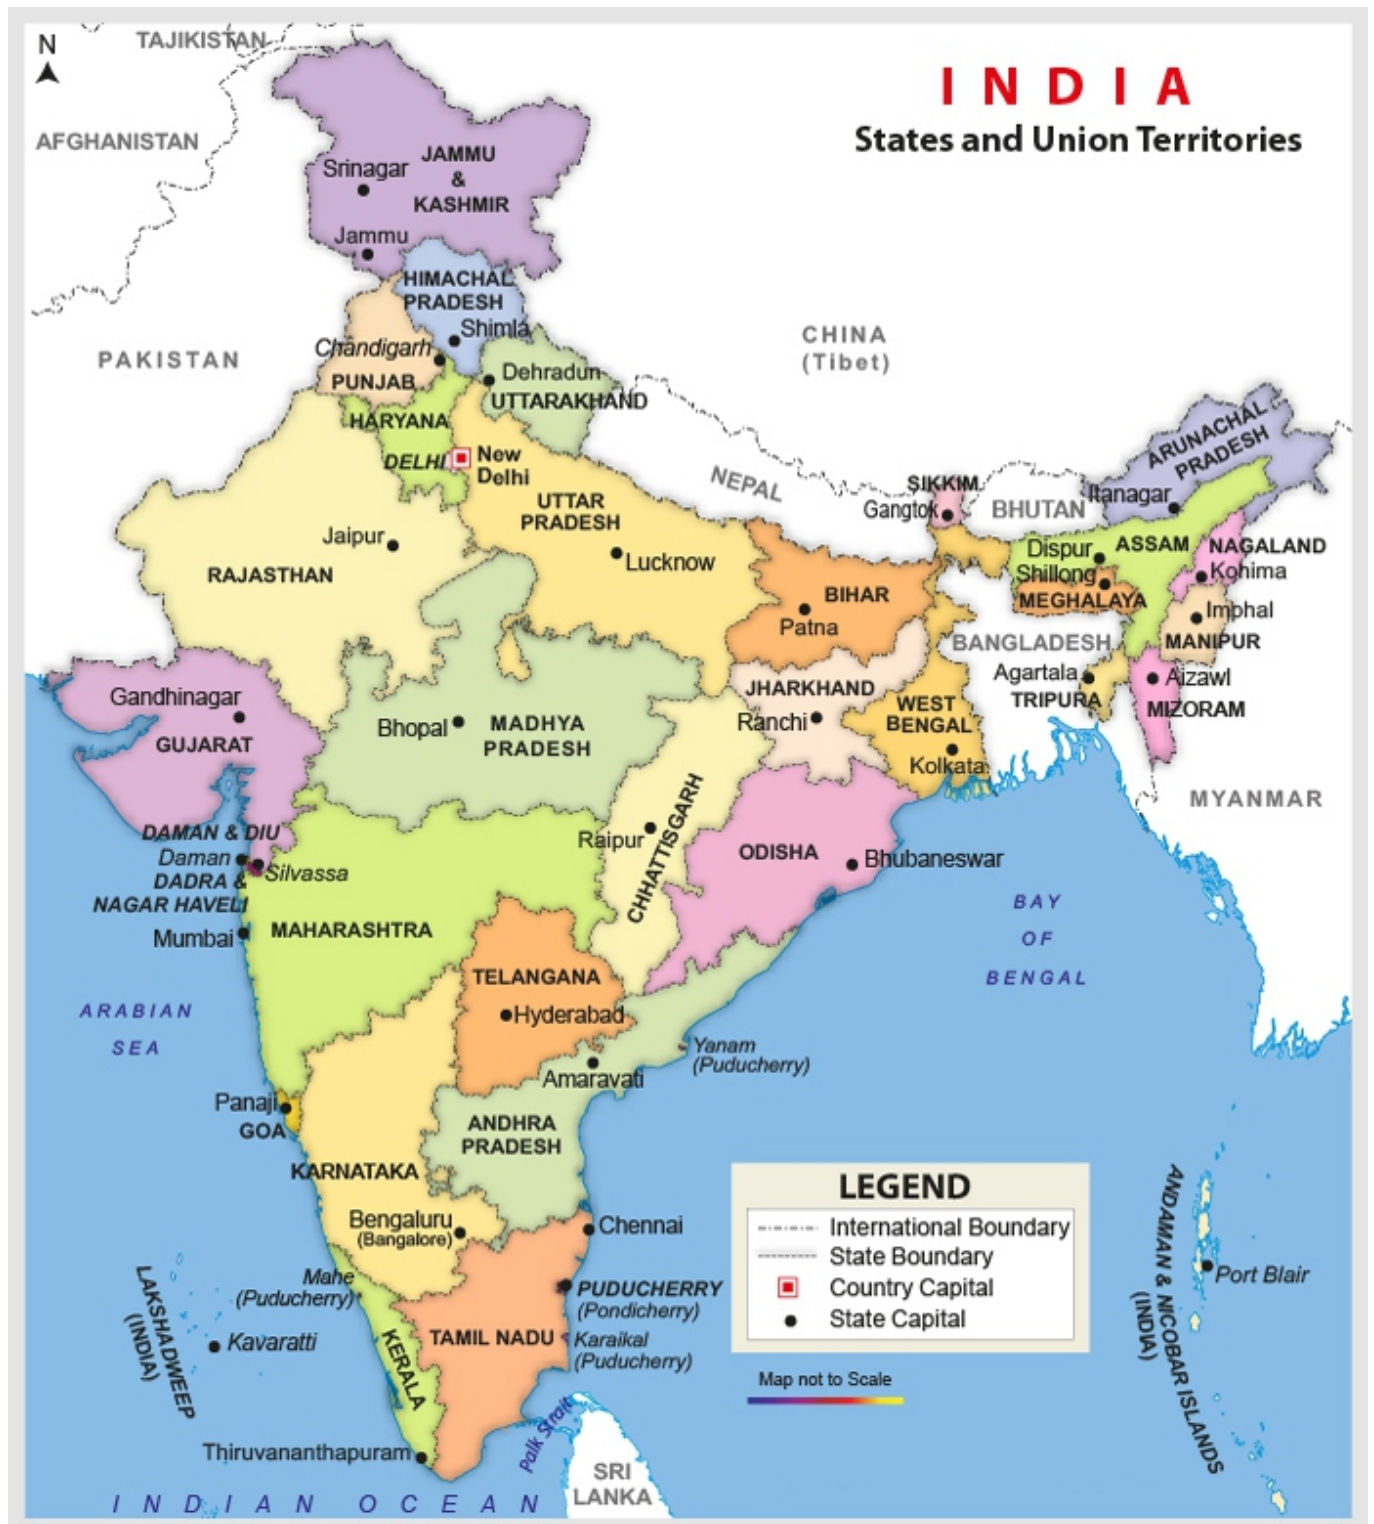 N
TAJIKISTAN
INDIA
States and Union Territories
AFGHANISTAN
JAMMU
&
KASHMIR
Srinagar
Jammu
HIMACHAL
PRADESH
Shimla
CHINA
(Tibet)
PAKISTAN
Chandigarh
PUNJAB
Dehradun
UTTARAKHAND
HARYANA
DELHI
New
Delhi
NEPAL
UTTAR
PRADESH
Lucknow
SIKKIM
Gangtok
BHUTAN
ARUNACHAL
PRADESH
Itanagar
Dispur
ASSAM
NAGALAND
Kohima
Shillong
MEGHALAYA
Imphal
MANIPUR
Jaipur
RAJASTHAN
BIHAR
Patna
BANGLADESH
Agartala
TRIPURA
Aizawl
MIZORAM
Gandhinagar
GUJARAT
Bhopal
MADHYA
PRADESH
JHARKHAND
Ranchi
WEST
BENGAL
Kolkata
MYANMAR
DAMAN & DIU
Daman
Silvassa
DADRA &
NAGAR HAVELI
Mumbai
MAHARASHTRA
Raipur
CHHATTISGARH
ODISHA
Bhubaneswar
BAY
OF
BENGAL
ARABIAN
SEA
TELANGANA
Hyderabad
Yanam
(Puducherry)
Amaravati
Panaji
GOA
ANDHRA
PRADESH
KARNATAKA
Bengaluru
(Bangalore)
Chennai
LEGEND
International Boundary
State Boundary
Country Capital
State Capital
Map not to Scale
Mahe
(Puducherry)
PUDUCHERRY
(Pondicherry)
Karaikal
(Puducherry)
TAMIL NADU
KERALA
LAKSHADWEEP
(INDIA)
Kavaratti
Thiruvananthapuram
Palk Strait
SRI
LANKA
ANDAMAN & NICOBAR ISLANDS
(INDIA)
Port Blair
INDIAN OCEAN